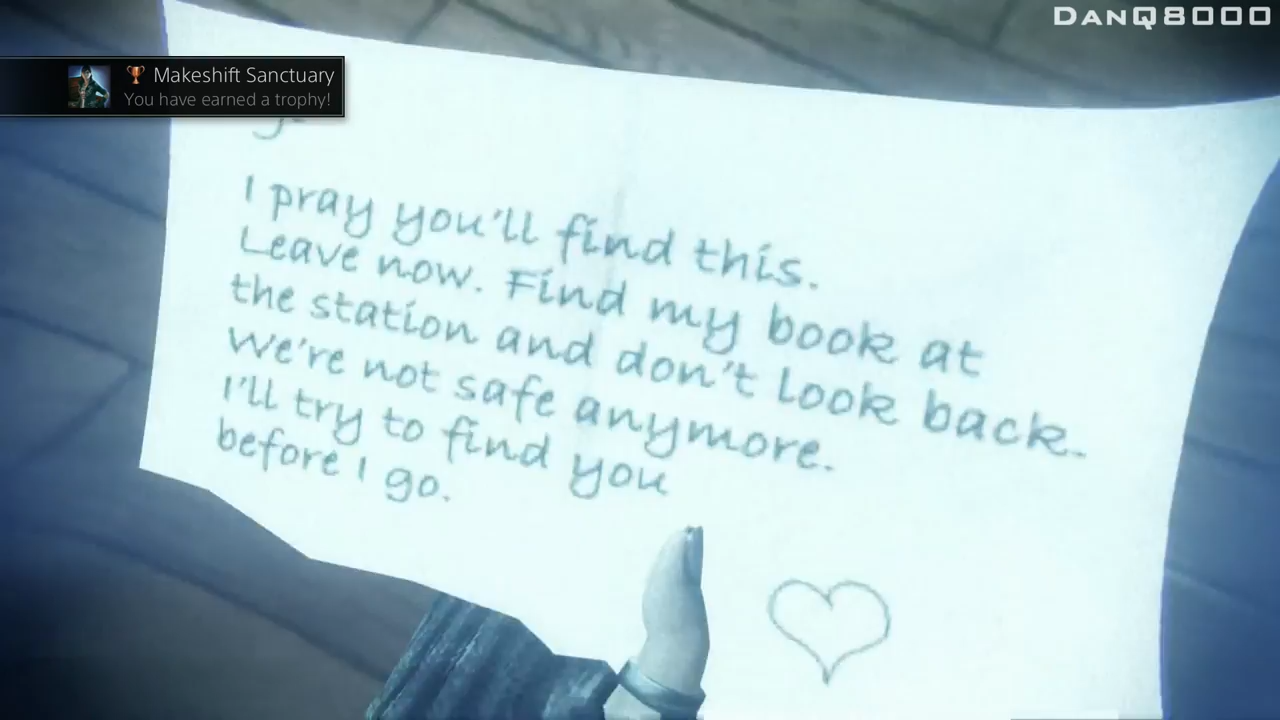 DanQ8000
Makeshift Sanctuary
You have earned a trophy!
I pray you'll find this.
Leave now. Find my book at
the station and don't look back.
We're not safe anymore.
I'll try to find you
before I go.